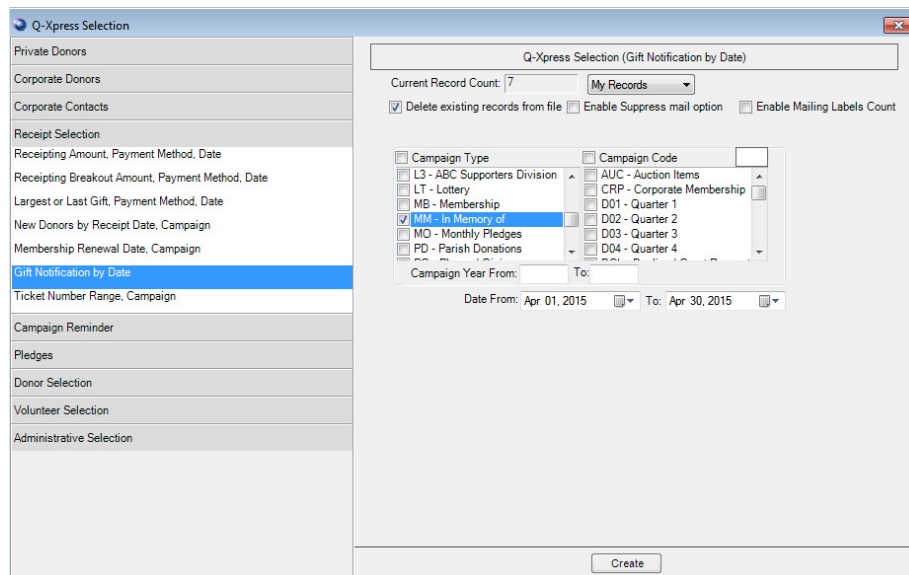 Q-Xpress Selection
Private Donors
Corporate Donors
Corporate Contacts
Receipt Selection
Receipting Amount, Payment Method, Date
Receipting Breakout Amount, Payment Method, Date
Largest or Last Gift, Payment Method, Date
New Donors by Receipt Date, Campaign
Membership Renewal Date, Campaign
Gift Notification by Date
Ticket Number Range, Campaign
Campaign Reminder
Pledges
Donor Selection
Volunteer Selection
Administrative Selection
Q-Xpress Selection (Gift Notification by Date)
Current Record Count: 7 My Records
Delete existing records from file Enable Suppress mail option Enable Mailing Labels Count
Campaign Type
L3 - ABC Supporters Division
LT - Lottery
MB - Membership
MM - In Memory of
MO - Monthly Pledges
PD - Parish Donations
Campaign Code
AUC - Auction Items
CRP - Corporate Membership
D01 - Quarter 1
D02 - Quarter 2
D03 - Quarter 3
D04 - Quarter 4
Campaign Year From: To:
Date From: Apr 01, 2015 To: Apr 30, 2015
Create